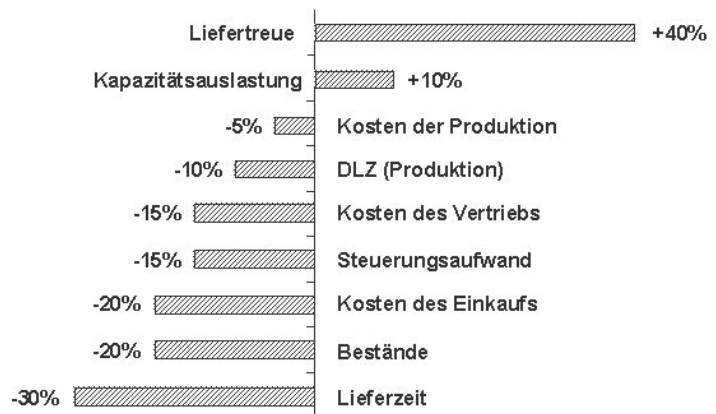 Liefertreue +40%
Kapazitätsauslastung +10%
-5% Kosten der Produktion
-10% DLZ (Produktion)
-15% Kosten des Vertriebs
-15% Steuerungsaufwand
-20% Kosten des Einkaufs
-20% Bestände
-30% Lieferzeit